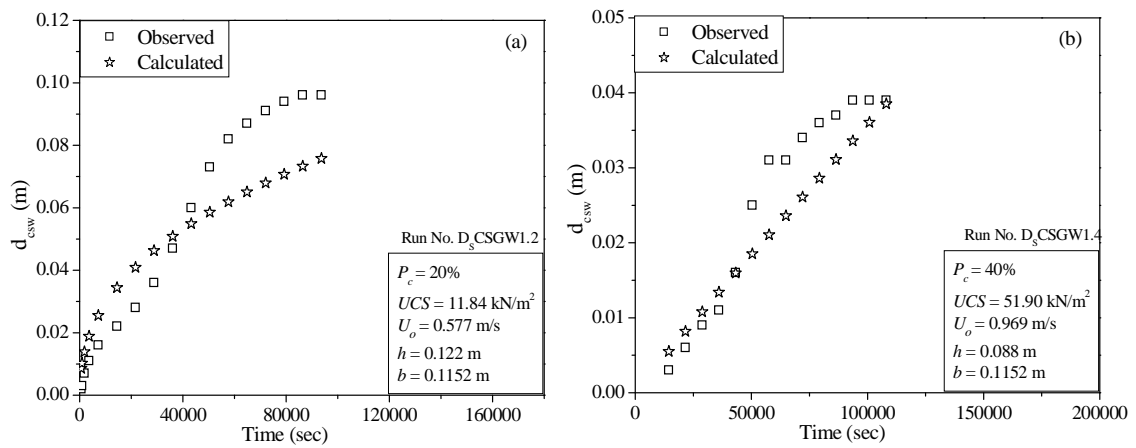 0.12
0.10
0.08
0.06
0.04
0.02
0.00
d_csw (m)
0 40000 80000 120000 160000
Time (sec)
Observed
Calculated
(a)
Run No. D_sCSGW1.2
P_c = 20%
UCS = 11.84 kN/m²
U_o = 0.577 m/s
h = 0.122 m
b = 0.1152 m
0.05
0.04
0.03
0.02
0.01
0.00
d_csw (m)
0 50000 100000 150000 200000
Time (sec)
Observed
Calculated
(b)
Run No. D_sCSGW1.4
P_c = 40%
UCS = 51.90 kN/m²
U_o = 0.969 m/s
h = 0.088 m
b = 0.1152 m